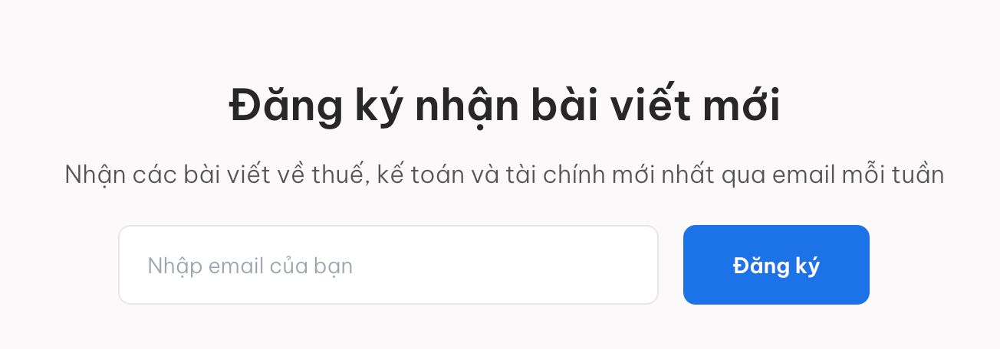 Đăng ký nhận bài viết mới
Nhận các bài viết về thuế, kế toán và tài chính mới nhất qua email mỗi tuần
Nhập email của bạn
Đăng ký